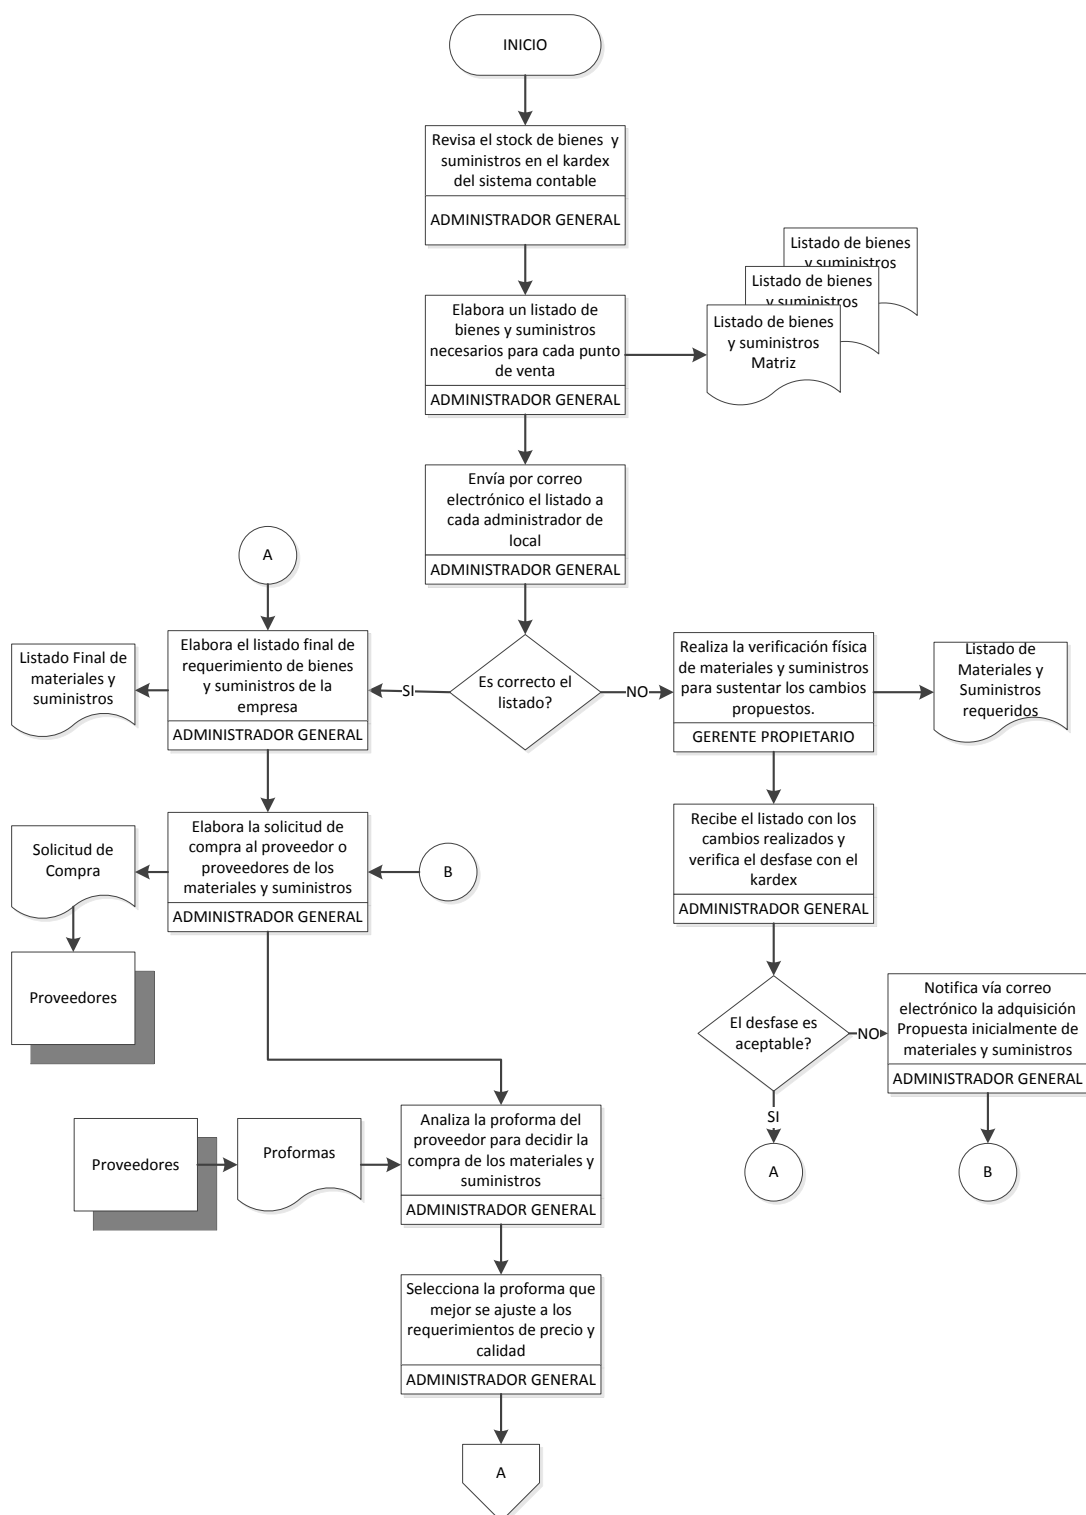 INICIO
Revisa el stock de bienes y
suministros en el kardex
del sistema contable
ADMINISTRADOR GENERAL
Listado de bienes
y suministros
Listado de bienes
y suministros
Listado de bienes
y suministros
Matriz
Elabora un listado de
bienes y suministros
necesarios para cada punto
de venta
ADMINISTRADOR GENERAL
Envía por correo
electrónico el listado a
cada administrador de
local
ADMINISTRADOR GENERAL
A
Elabora el listado final de
requerimiento de bienes
y suministros de la
empresa
ADMINISTRADOR GENERAL
Listado Final de
materiales y
suministros
SI
Es correcto el
listado?
NO
Realiza la verificación física
de materiales y suministros
para sustentar los cambios
propuestos.
GERENTE PROPIETARIO
Listado de
Materiales y
Suministros
requeridos
Elabora la solicitud de
compra al proveedor o
proveedores de los
materiales y suministros
ADMINISTRADOR GENERAL
Solicitud de
Compra
B
Proveedores
Recibe el listado con los
cambios realizados y
verifica el desfase con el
kardex
ADMINISTRADOR GENERAL
El desfase es
aceptable?
NO
Notifica vía correo
electrónico la adquisición
Propuesta inicialmente de
materiales y suministros
ADMINISTRADOR GENERAL
SI
A
B
Proveedores
Proformas
Analiza la proforma del
proveedor para decidir la
compra de los materiales y
suministros
ADMINISTRADOR GENERAL
Selecciona la proforma que
mejor se ajuste a los
requerimientos de precio y
calidad
ADMINISTRADOR GENERAL
A